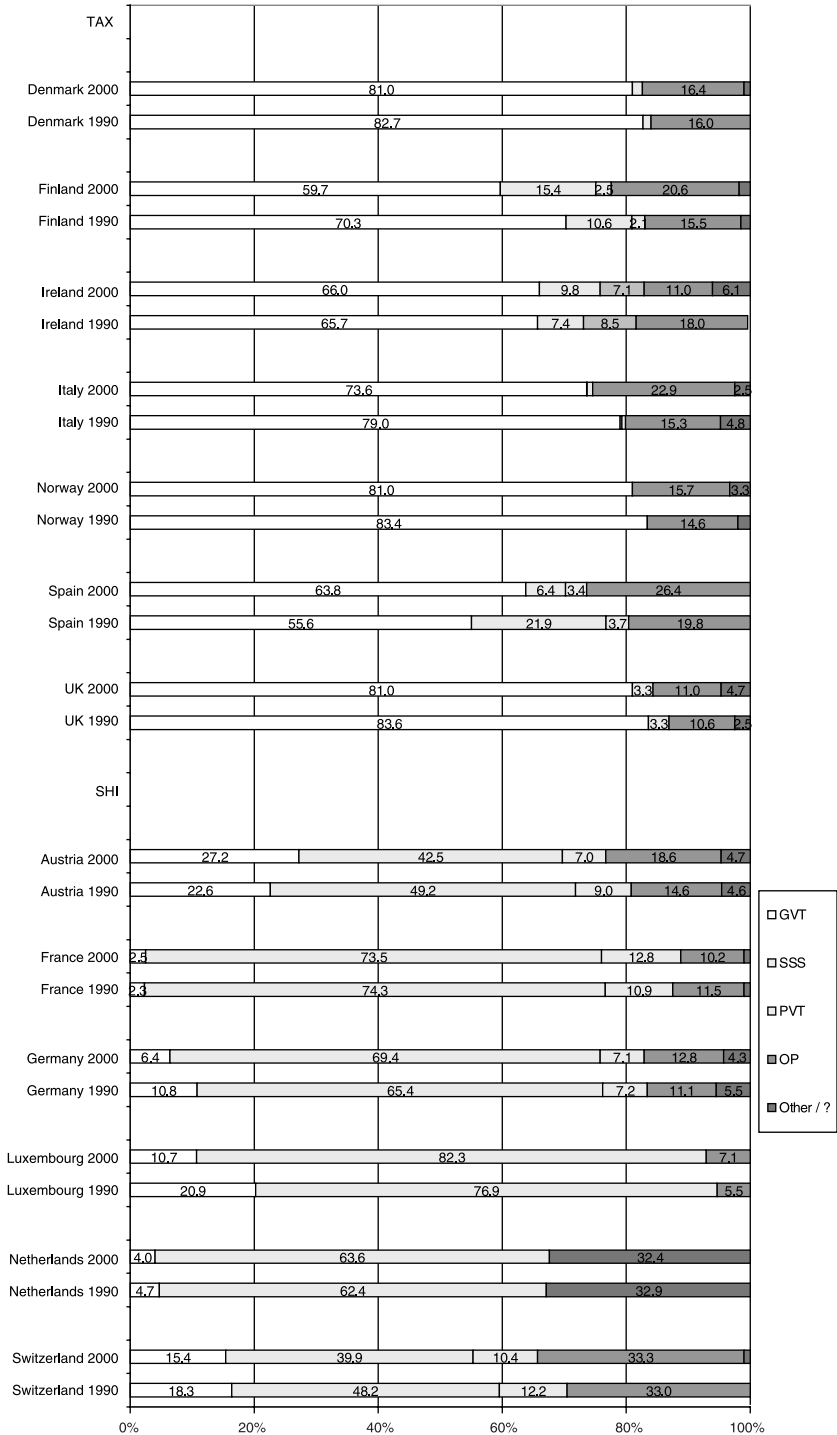 TAX
Denmark 2000 81.0 16.4
Denmark 1990 82.7 16.0
Finland 2000 59.7 15.4 2.5 20.6
Finland 1990 70.3 10.6 2.1 15.5
Ireland 2000 66.0 9.8 7.1 11.0 6.1
Ireland 1990 65.7 7.4 8.5 18.0
Italy 2000 73.6 22.9 2.5
Italy 1990 79.0 15.3 4.8
Norway 2000 81.0 15.7 3.3
Norway 1990 83.4 14.6
Spain 2000 63.8 6.4 3.4 26.4
Spain 1990 55.6 21.9 3.7 19.8
UK 2000 81.0 3.3 11.0 4.7
UK 1990 83.6 3.3 10.6 2.5
SHI
Austria 2000 27.2 42.5 7.0 18.6 4.7
Austria 1990 22.6 49.2 9.0 14.6 4.6
France 2000 2.5 73.5 12.8 10.2
France 1990 2.3 74.3 10.9 11.5
Germany 2000 6.4 69.4 7.1 12.8 4.3
Germany 1990 10.8 65.4 7.2 11.1 5.5
Luxembourg 2000 10.7 82.3 7.1
Luxembourg 1990 20.9 76.9 5.5
Netherlands 2000 4.0 63.6 32.4
Netherlands 1990 4.7 62.4 32.9
Switzerland 2000 15.4 39.9 10.4 33.3
Switzerland 1990 18.3 48.2 12.2 33.0
0% 20% 40% 60% 80% 100%
GVT
SSS
PVT
OP
Other / ?